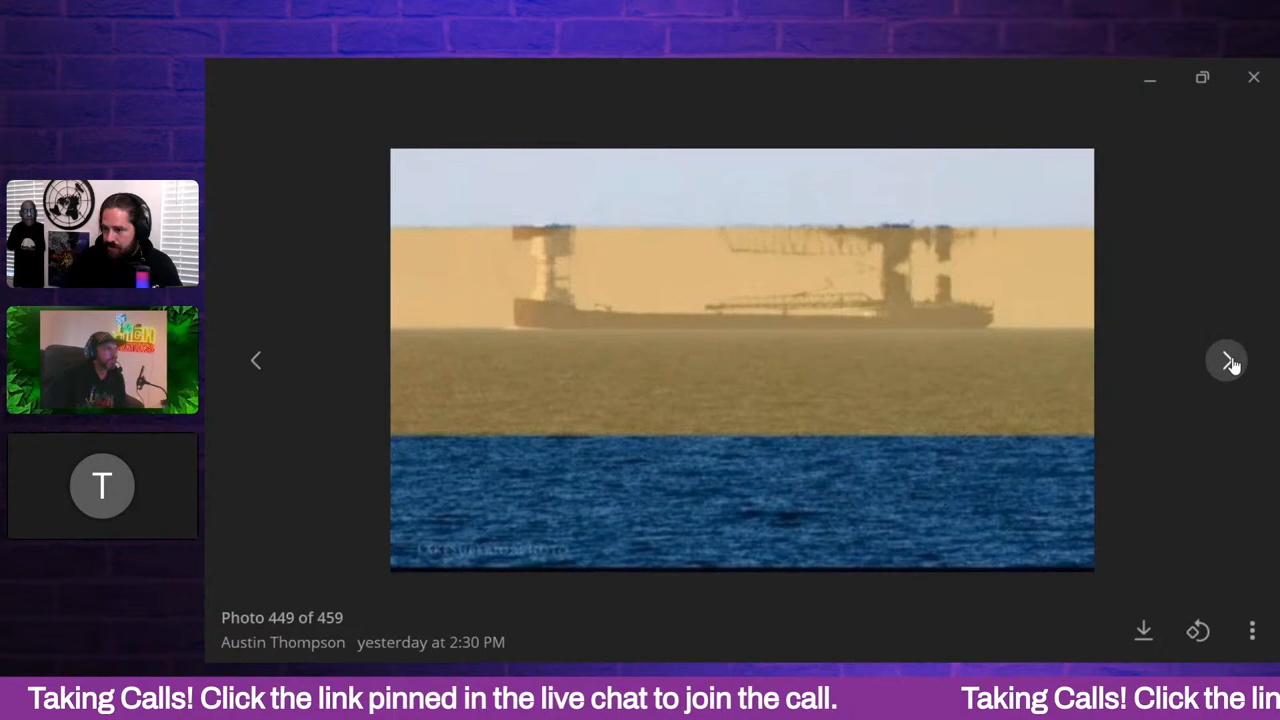 T
LAKESUPERIORPHOTO
Photo 449 of 459
Austin Thompson yesterday at 2:30 PM
Taking Calls! Click the link pinned in the live chat to join the call. Taking Calls! Click the lin